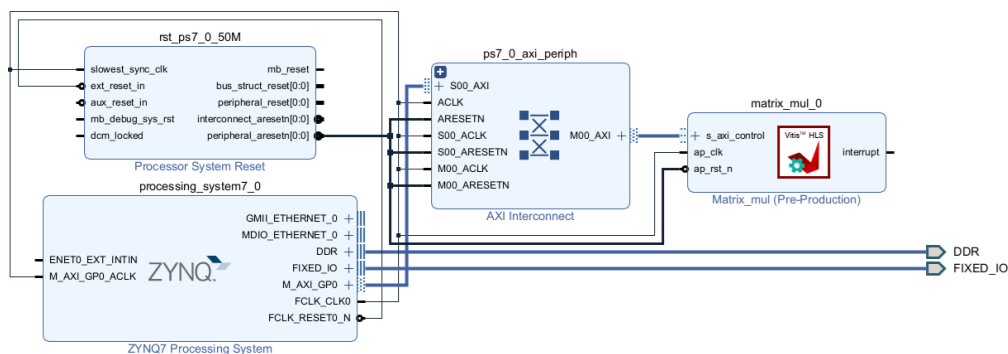 rst_ps7_0_50M
slowest_sync_clk
ext_reset_in
aux_reset_in
mb_debug_sys_rst
dcm_locked
mb_reset
bus_struct_reset[0:0]
peripheral_reset[0:0]
interconnect_aresetn[0:0]
peripheral_aresetn[0:0]
Processor System Reset
ps7_0_axi_periph
S00_AXI
ACLK
ARESETN
S00_ACLK
S00_ARESETN
M00_ACLK
M00_ARESETN
M00_AXI
AXI Interconnect
matrix_mul_0
s_axi_control
ap_clk
ap_rst_n
Vitis™ HLS
interrupt
Matrix_mul (Pre-Production)
processing_system7_0
ENET0_EXT_INTIN
M_AXI_GP0_ACLK
ZYNQ
GMII_ETHERNET_0
MDIO_ETHERNET_0
DDR
FIXED_IO
M_AXI_GP0
FCLK_CLK0
FCLK_RESET0_N
ZYNQ7 Processing System
DDR
FIXED_IO